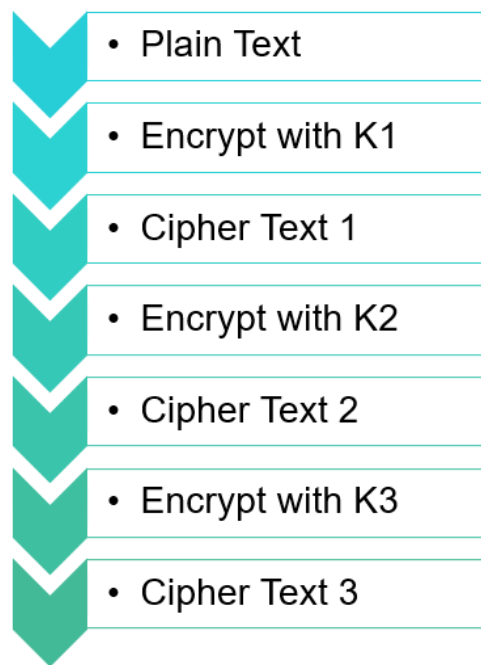 • Plain Text
• Encrypt with K1
• Cipher Text 1
• Encrypt with K2
• Cipher Text 2
• Encrypt with K3
• Cipher Text 3